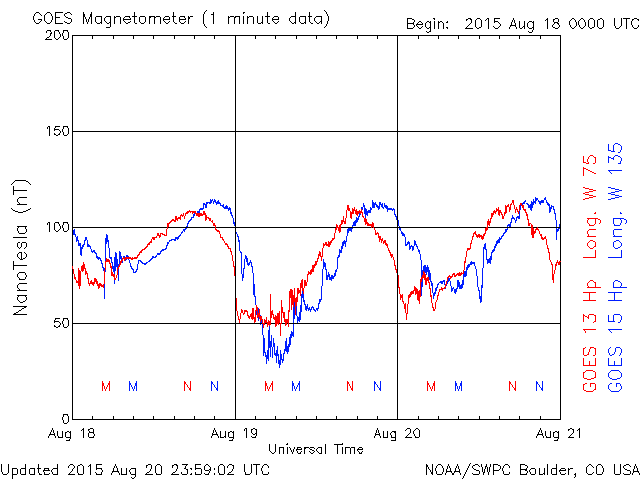 GOES Magnetometer (1 minute data)
Begin: 2015 Aug 18 0000 UTC
200
150
100
50
0
NanoTesla (nT)
M M N N M M N N M M N N
Aug 18 Aug 19 Aug 20 Aug 21
Universal Time
GOES 13 Hp Long. W 75
GOES 15 Hp Long. W 135
Updated 2015 Aug 20 23:59:02 UTC
NOAA/SWPC Boulder, CO USA